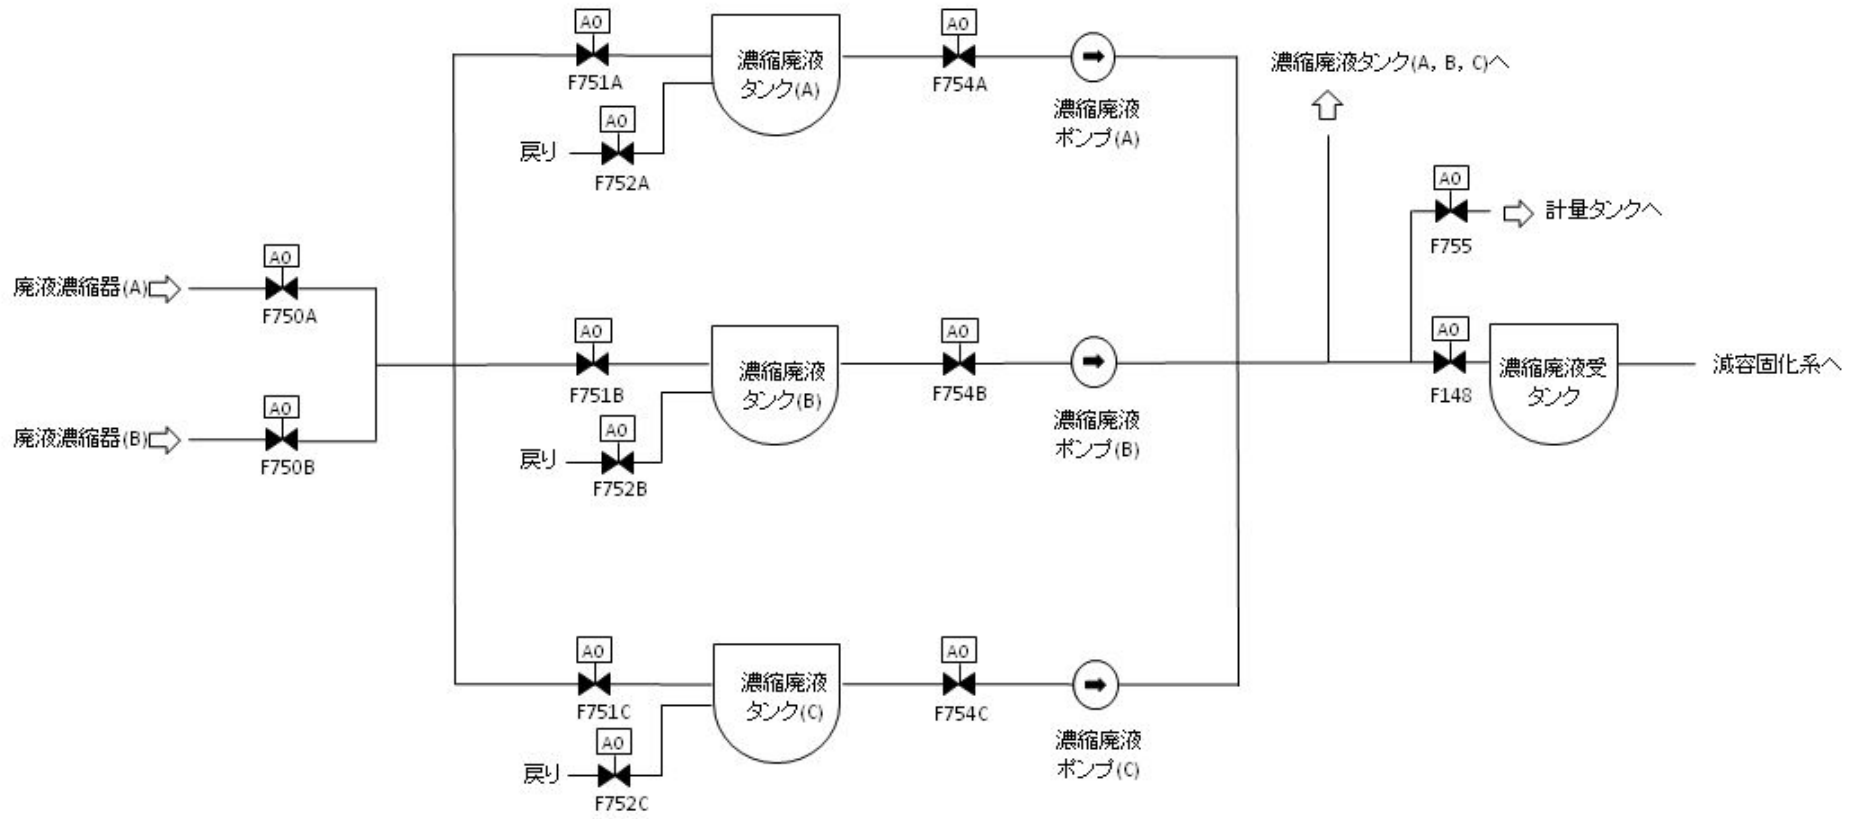 AO
F751A
濃縮廃液
タンク(A)
AO
F754A
濃縮廃液
ポンプ(A)
濃縮廃液タンク(A, B, C)へ
戻り
AO
F752A
AO
F755
計量タンクへ
廃液濃縮器(A)
AO
F750A
廃液濃縮器(B)
AO
F750B
AO
F751B
濃縮廃液
タンク(B)
AO
F754B
濃縮廃液
ポンプ(B)
戻り
AO
F752B
AO
F148
濃縮廃液受
タンク
減容固化系へ
AO
F751C
濃縮廃液
タンク(C)
AO
F754C
濃縮廃液
ポンプ(C)
戻り
AO
F752C